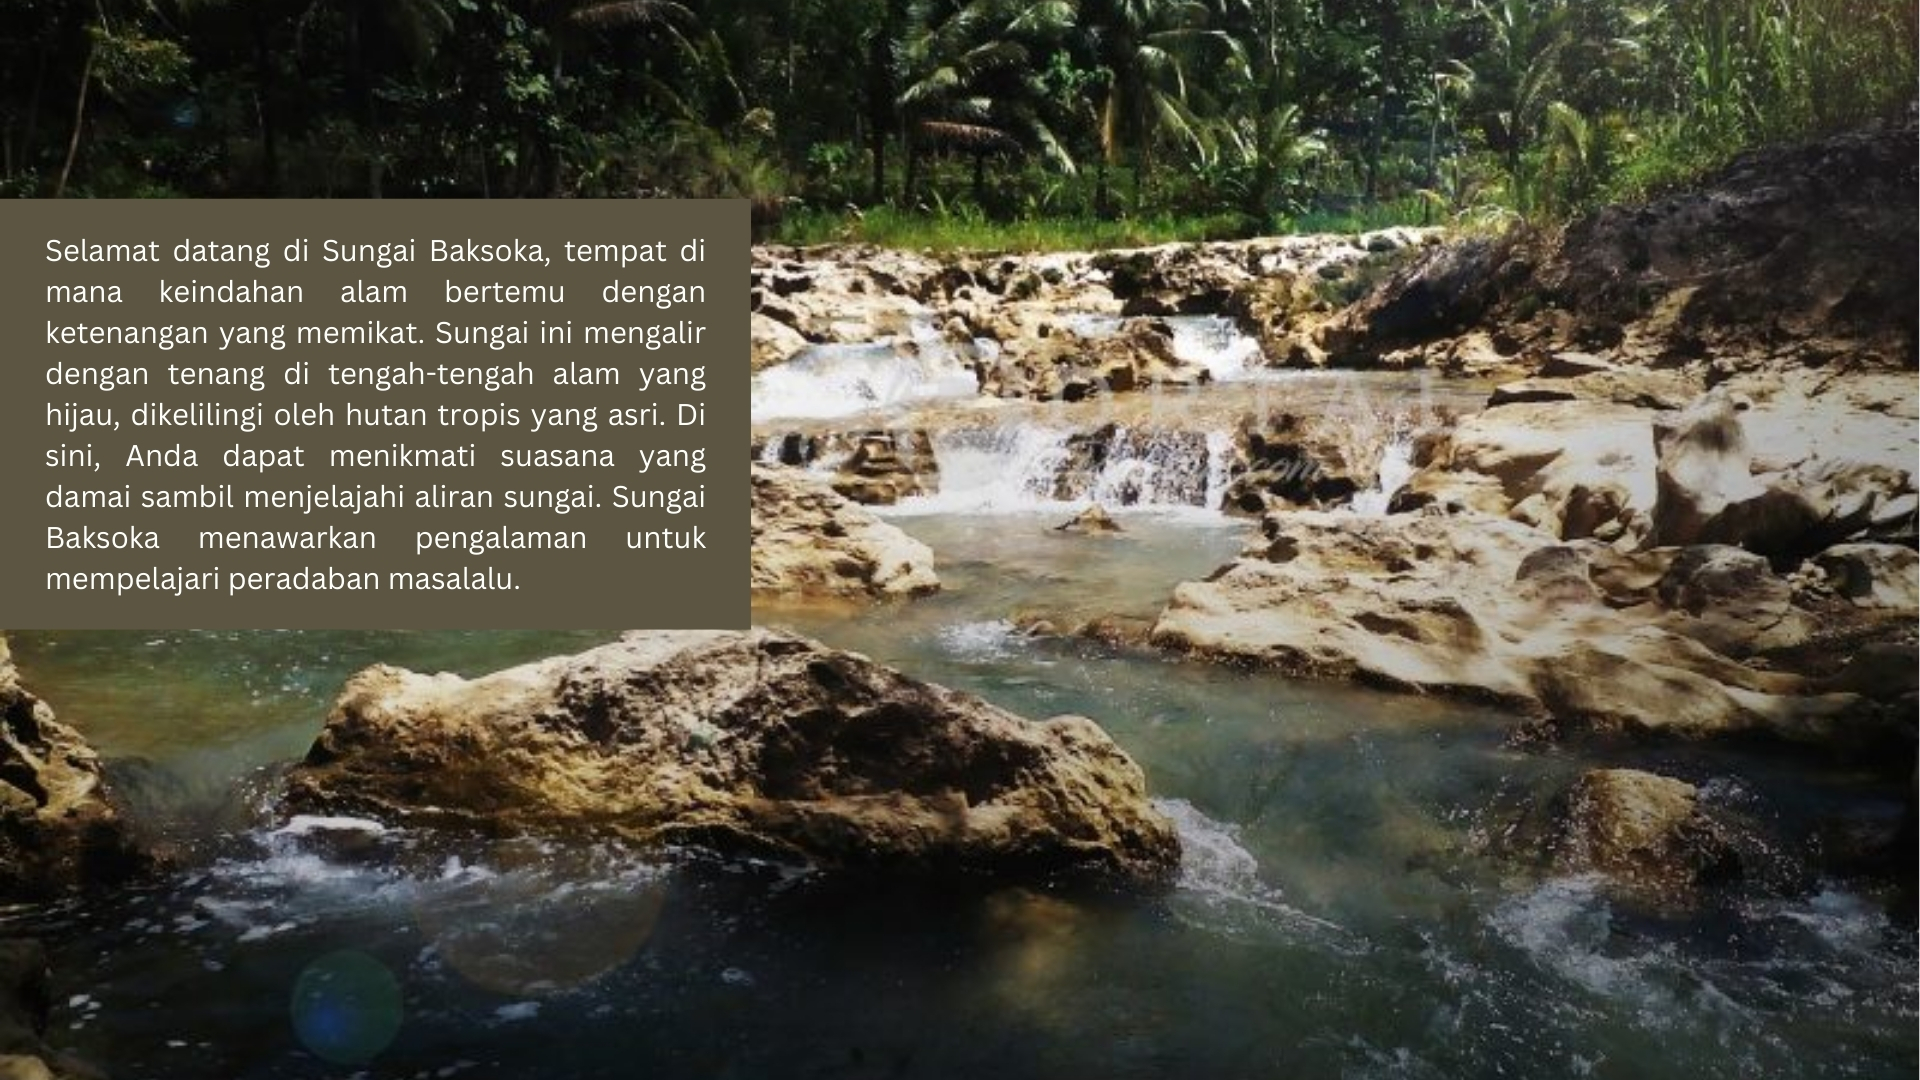 Selamat datang di Sungai Baksoka, tempat di
mana keindahan alam bertemu dengan
ketenangan yang memikat. Sungai ini mengalir
dengan tenang di tengah-tengah alam yang
hijau, dikelilingi oleh hutan tropis yang asri. Di
sini, Anda dapat menikmati suasana yang
damai sambil menjelajahi aliran sungai. Sungai
Baksoka menawarkan pengalaman untuk
mempelajari peradaban masalalu.